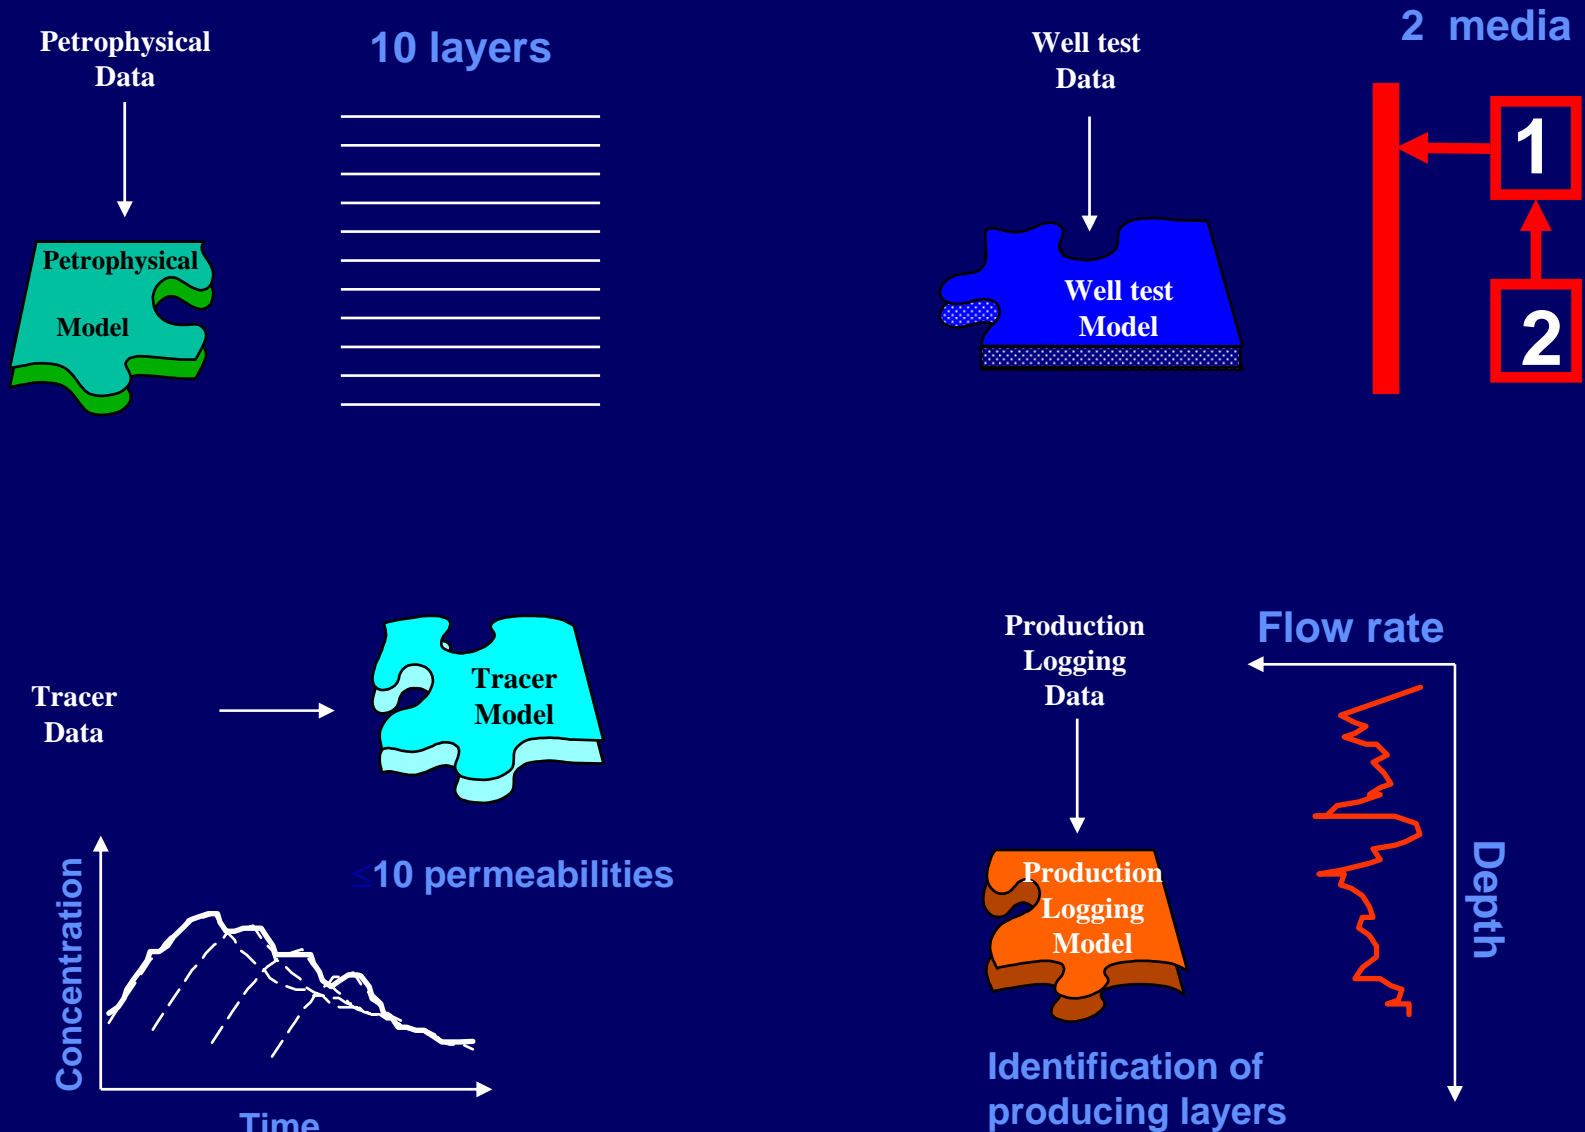 Petrophysical
Data
10 layers
Petrophysical
Model
Well test
Data
2 media
1
2
Well test
Model
Tracer
Data
Tracer
Model
≤10 permeabilities
Concentration
Time
Production
Logging
Data
Flow rate
Depth
Production
Logging
Model
Identification of
producing layers